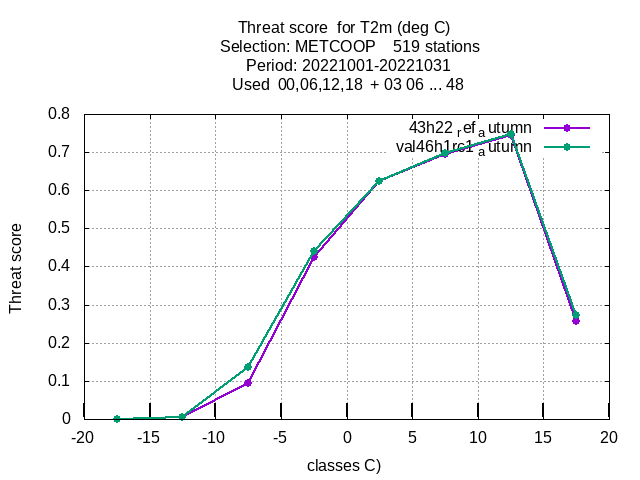 Threat score  for T2m (deg C)
Selection: METCOOP    519 stations
Period: 20221001-20221031
Used  00,06,12,18  + 03 06 ... 48
43h22 ref autumn
val46h1rc1 autumn
0.8
0.7
0.6
0.5
0.4
0.3
0.2
0.1
0
Threat score
-20 -15 -10 -5 0 5 10 15 20
classes C)